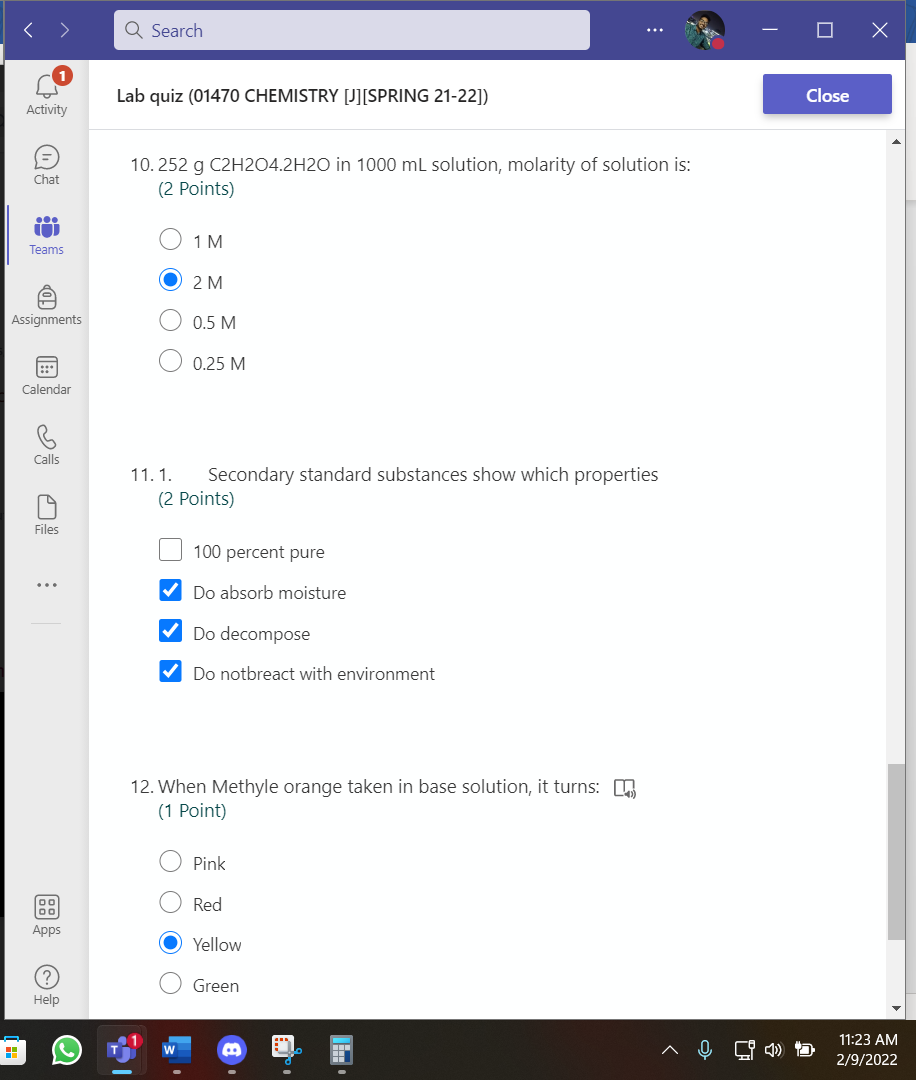 Search
1
Activity
Chat
Teams
Assignments
Calendar
Calls
Files
Apps
Help
Lab quiz (01470 CHEMISTRY [J][SPRING 21-22])
Close
10. 252 g C2H2O4.2H2O in 1000 mL solution, molarity of solution is:
(2 Points)
1 M
2 M
0.5 M
0.25 M
11. 1. Secondary standard substances show which properties
(2 Points)
100 percent pure
Do absorb moisture
Do decompose
Do notbreact with environment
12. When Methyle orange taken in base solution, it turns:
(1 Point)
Pink
Red
Yellow
Green
T
1
W
11:23 AM
2/9/2022